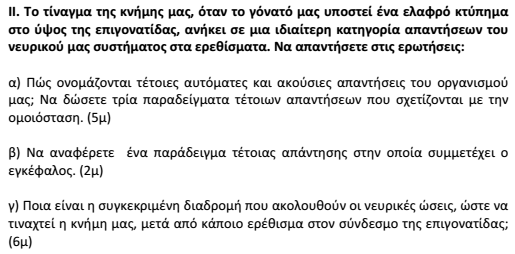 II. Το τίναγμα της κνήμης μας, όταν το γόνατό μας υποστεί ένα ελαφρό κτύπημα
στο ύψος της επιγονατίδας, ανήκει σε μια ιδιαίτερη κατηγορία απαντήσεων του
νευρικού μας συστήματος στα ερεθίσματα. Να απαντήσετε στις ερωτήσεις:
α) Πώς ονομάζονται τέτοιες αυτόματες και ακούσιες απαντήσεις του οργανισμού
μας; Να δώσετε τρία παραδείγματα τέτοιων απαντήσεων που σχετίζονται με την
ομοιόσταση. (5μ)
β) Να αναφέρετε ένα παράδειγμα τέτοιας απάντησης στην οποία συμμετέχει ο
εγκέφαλος. (2μ)
γ) Ποια είναι η συγκεκριμένη διαδρομή που ακολουθούν οι νευρικές ώσεις, ώστε να
τιναχτεί η κνήμη μας, μετά από κάποιο ερέθισμα στον σύνδεσμο της επιγονατίδας;
(6μ)